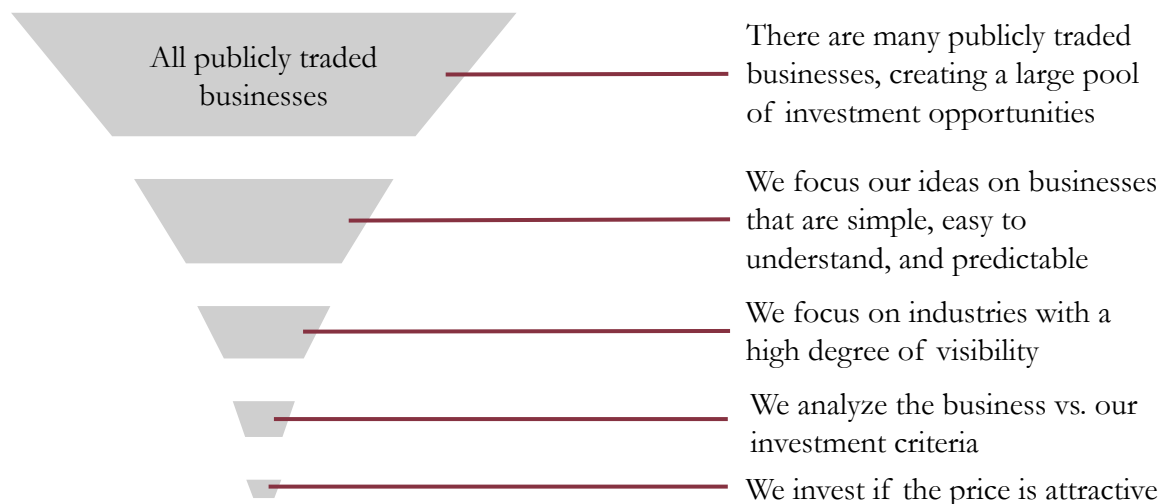 All publicly traded
businesses
There are many publicly traded
businesses, creating a large pool
of investment opportunities
We focus our ideas on businesses
that are simple, easy to
understand, and predictable
We focus on industries with a
high degree of visibility
We analyze the business vs. our
investment criteria
We invest if the price is attractive